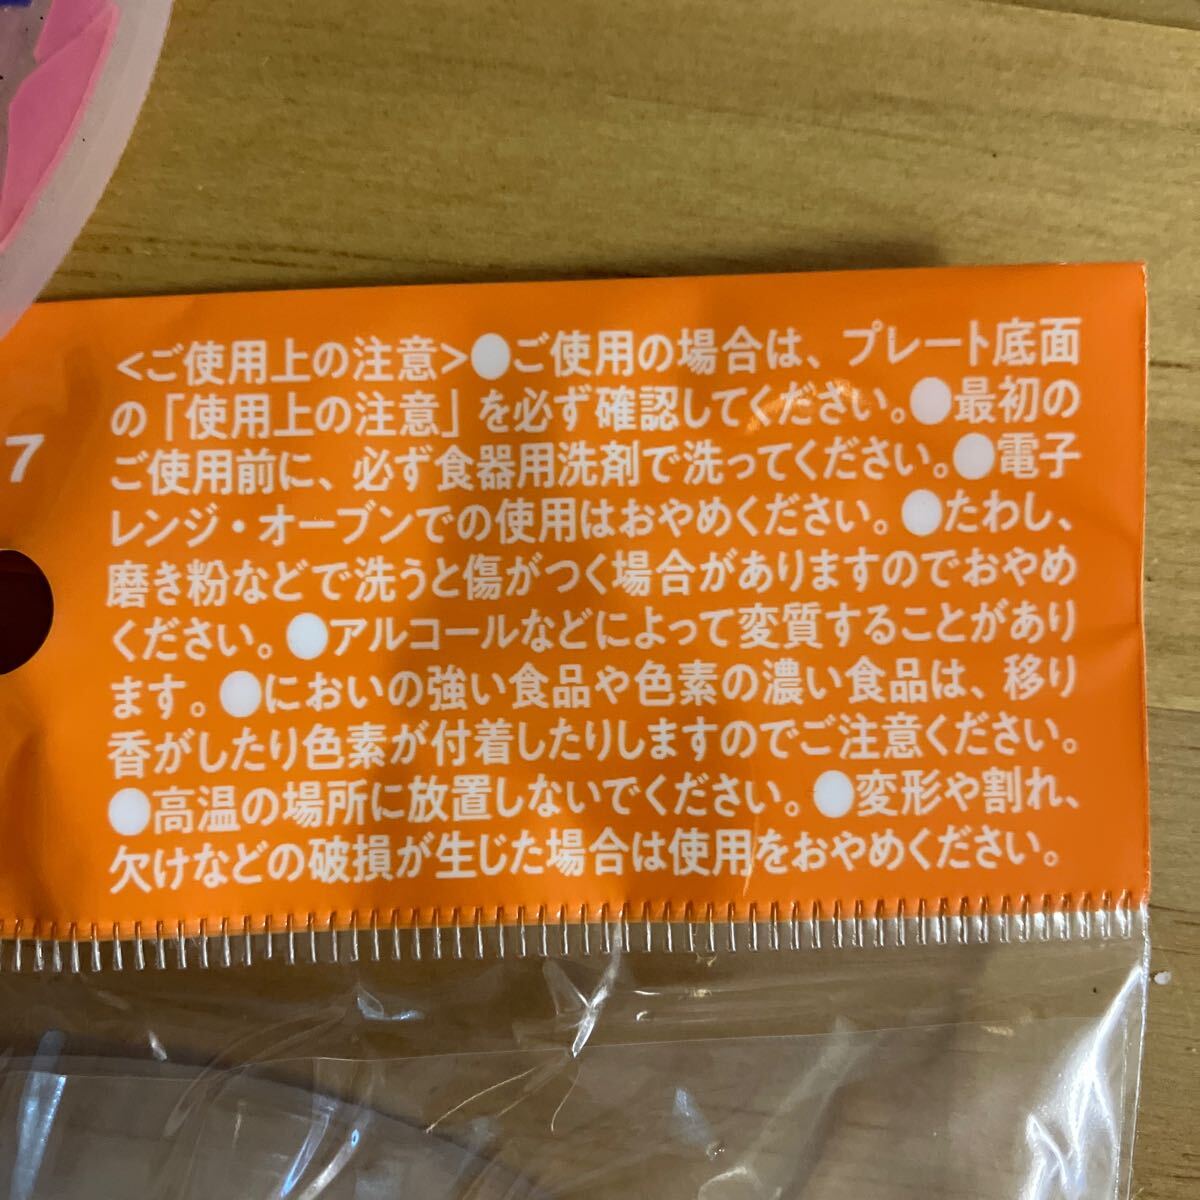 <ご使用上の注意>●ご使用の場合は、プレート底面
の「使用上の注意」を必ず確認してください。●最初の
ご使用前に、必ず食器用洗剤で洗ってください。●電子
レンジ・オーブンでの使用はおやめください。●たわし、
磨き粉などで洗うと傷がつく場合がありますのでおやめ
ください。●アルコールなどによって変質することがあり
ます。●においの強い食品や色素の濃い食品は、移り
香がしたり色素が付着したりしますのでご注意ください。
●高温の場所に放置しないでください。●変形や割れ、
欠けなどの破損が生じた場合は使用をおやめください。
7